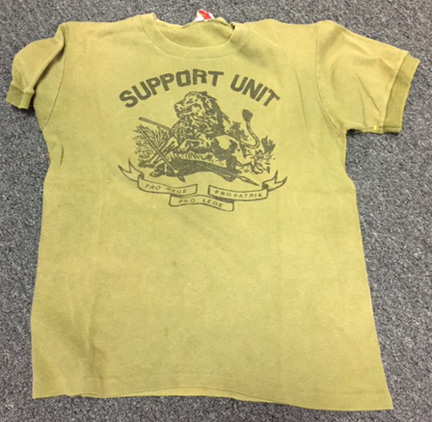 SUPPORT UNIT
PRO REGE
PRO PATRIA
PRO LEGE